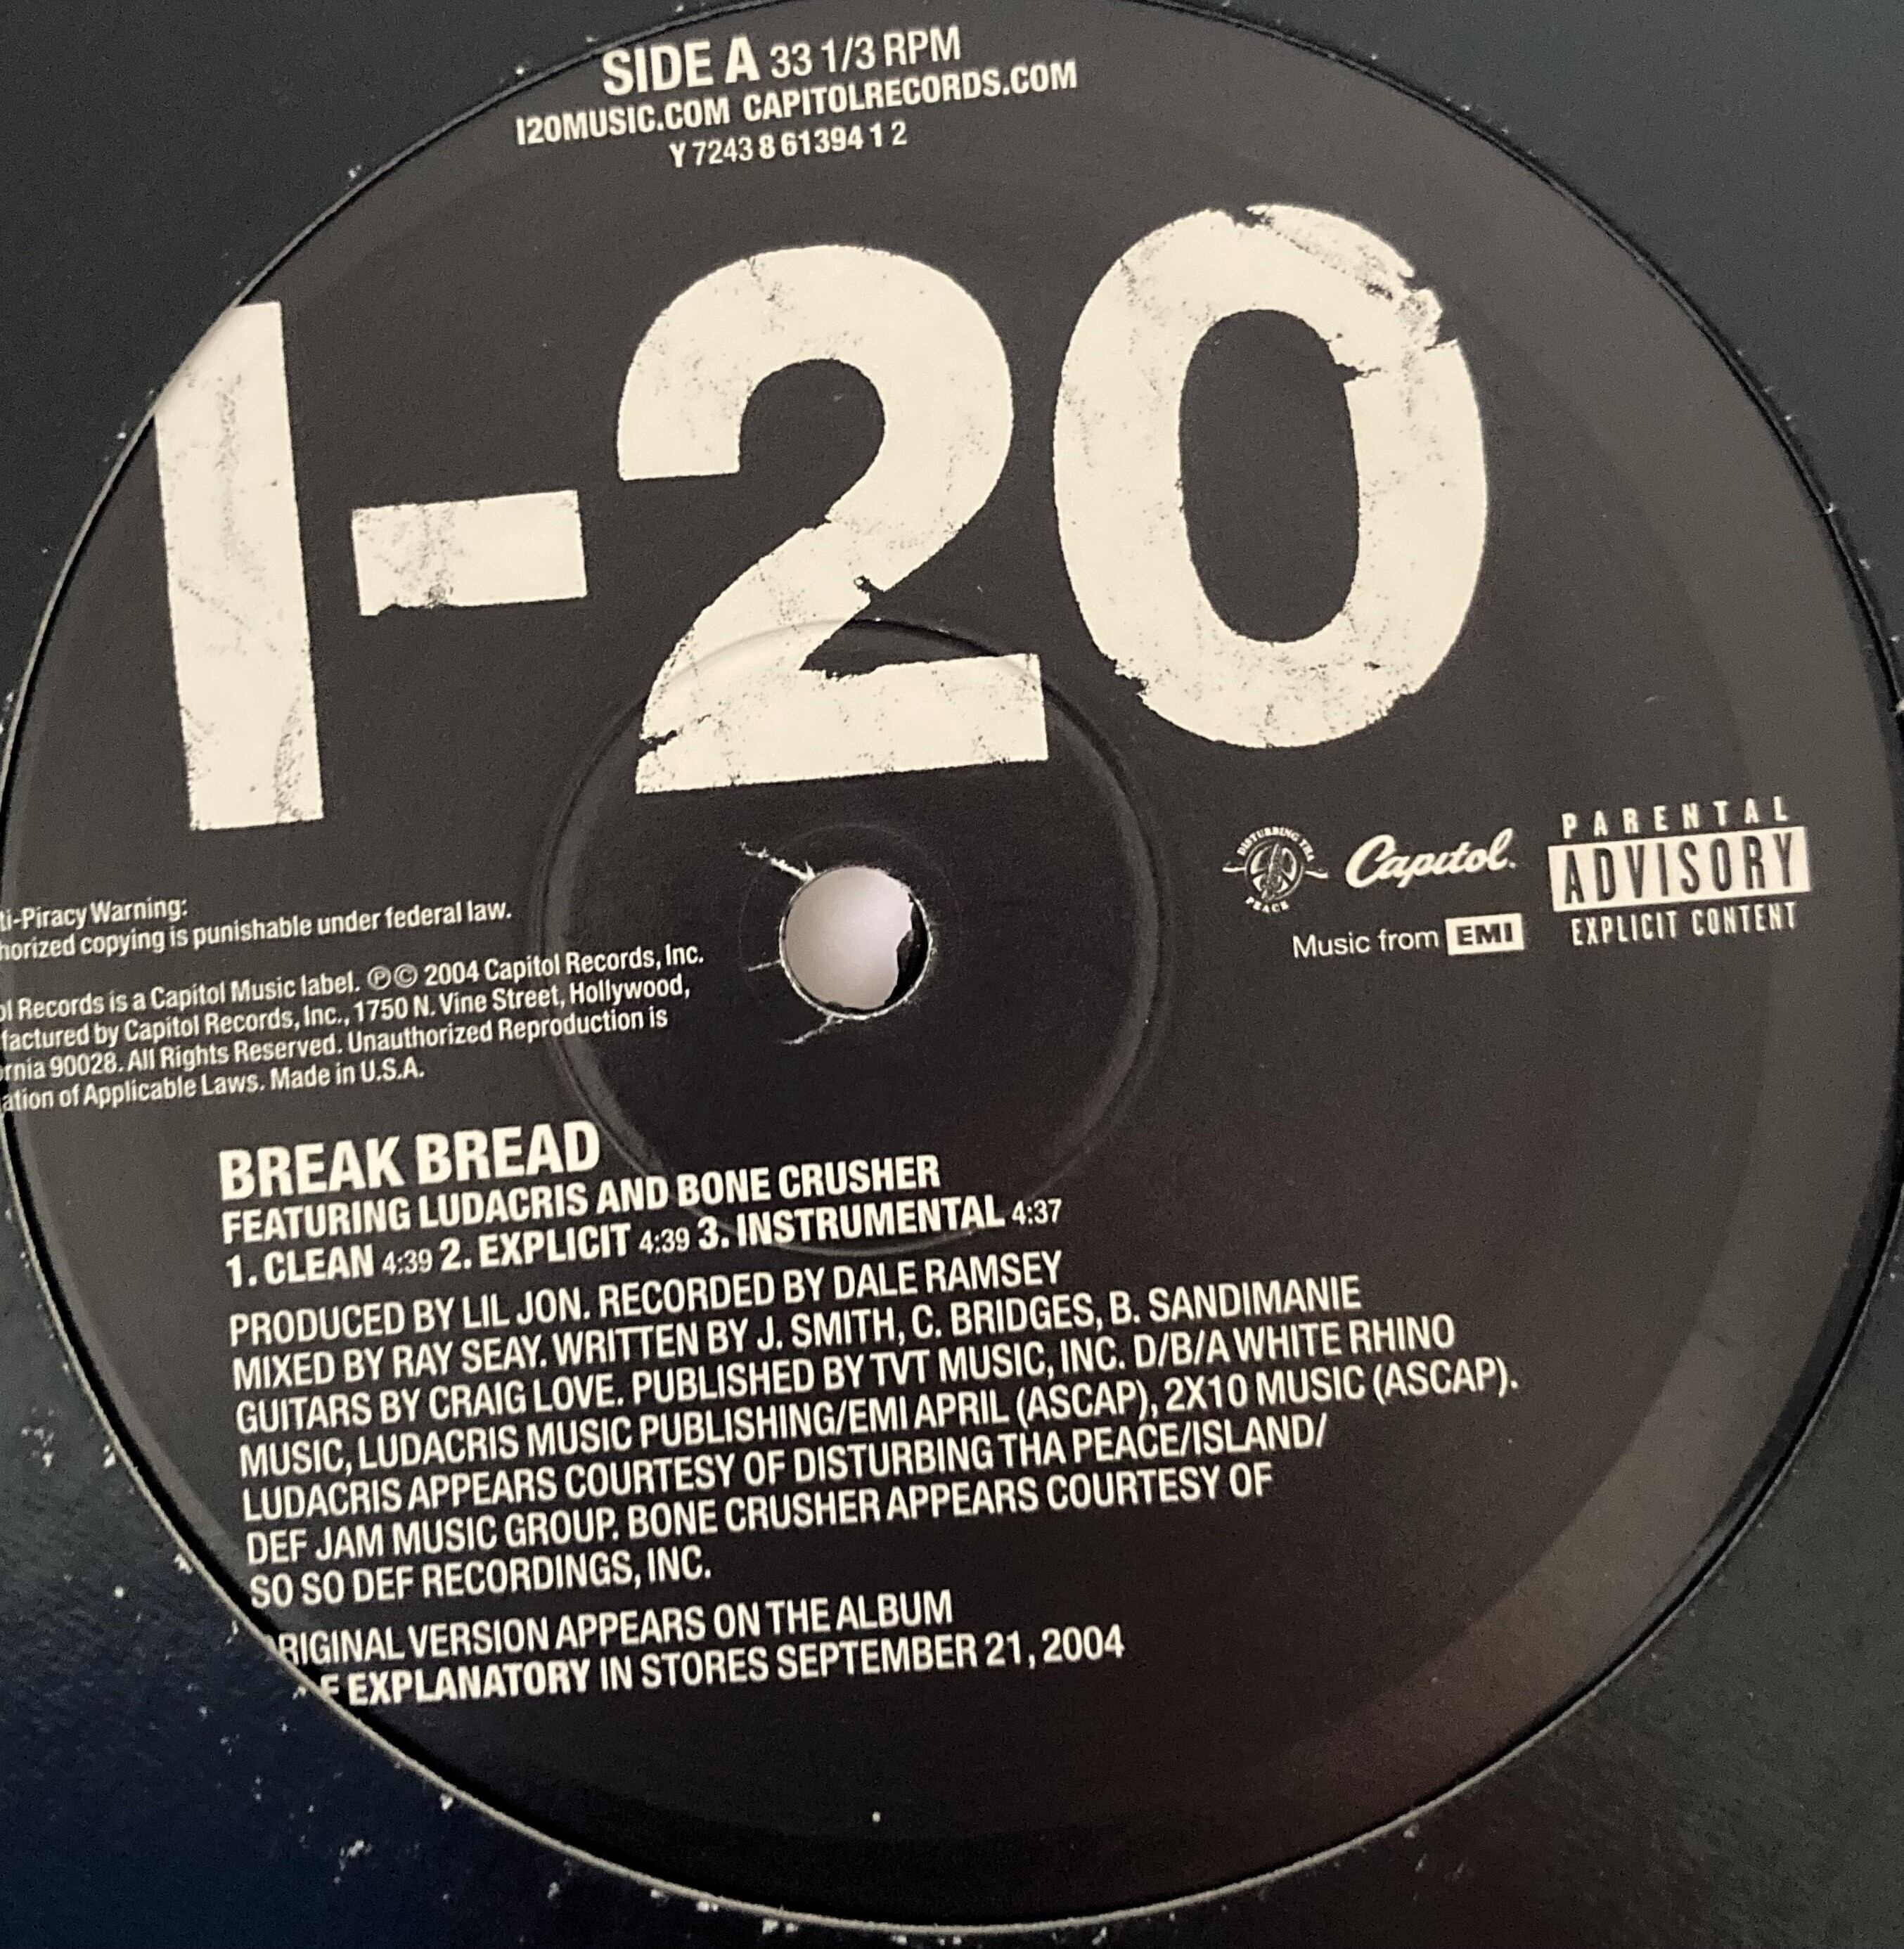 SIDE A 33 1/3 RPM
I20MUSIC.COM CAPITOLRECORDS.COM
Y 7243 8 61394 1 2
I-20
DISTURBING THA PEACE
Capitol.
Music from EMI
PARENTAL
ADVISORY
EXPLICIT CONTENT
ti-Piracy Warning:
horized copying is punishable under federal law.
ol Records is a Capitol Music label. ℗© 2004 Capitol Records, Inc.
factured by Capitol Records, Inc., 1750 N. Vine Street, Hollywood,
ornia 90028. All Rights Reserved. Unauthorized Reproduction is
ation of Applicable Laws. Made in U.S.A.
BREAK BREAD
FEATURING LUDACRIS AND BONE CRUSHER
1. CLEAN 4:39 2. EXPLICIT 4:39 3. INSTRUMENTAL 4:37
PRODUCED BY LIL JON. RECORDED BY DALE RAMSEY
MIXED BY RAY SEAY. WRITTEN BY J. SMITH, C. BRIDGES, B. SANDIMANIE
GUITARS BY CRAIG LOVE. PUBLISHED BY TVT MUSIC, INC. D/B/A WHITE RHINO
MUSIC, LUDACRIS MUSIC PUBLISHING/EMI APRIL (ASCAP), 2X10 MUSIC (ASCAP).
LUDACRIS APPEARS COURTESY OF DISTURBING THA PEACE/ISLAND/
DEF JAM MUSIC GROUP. BONE CRUSHER APPEARS COURTESY OF
SO SO DEF RECORDINGS, INC.
RIGINAL VERSION APPEARS ON THE ALBUM
EXPLANATORY IN STORES SEPTEMBER 21, 2004